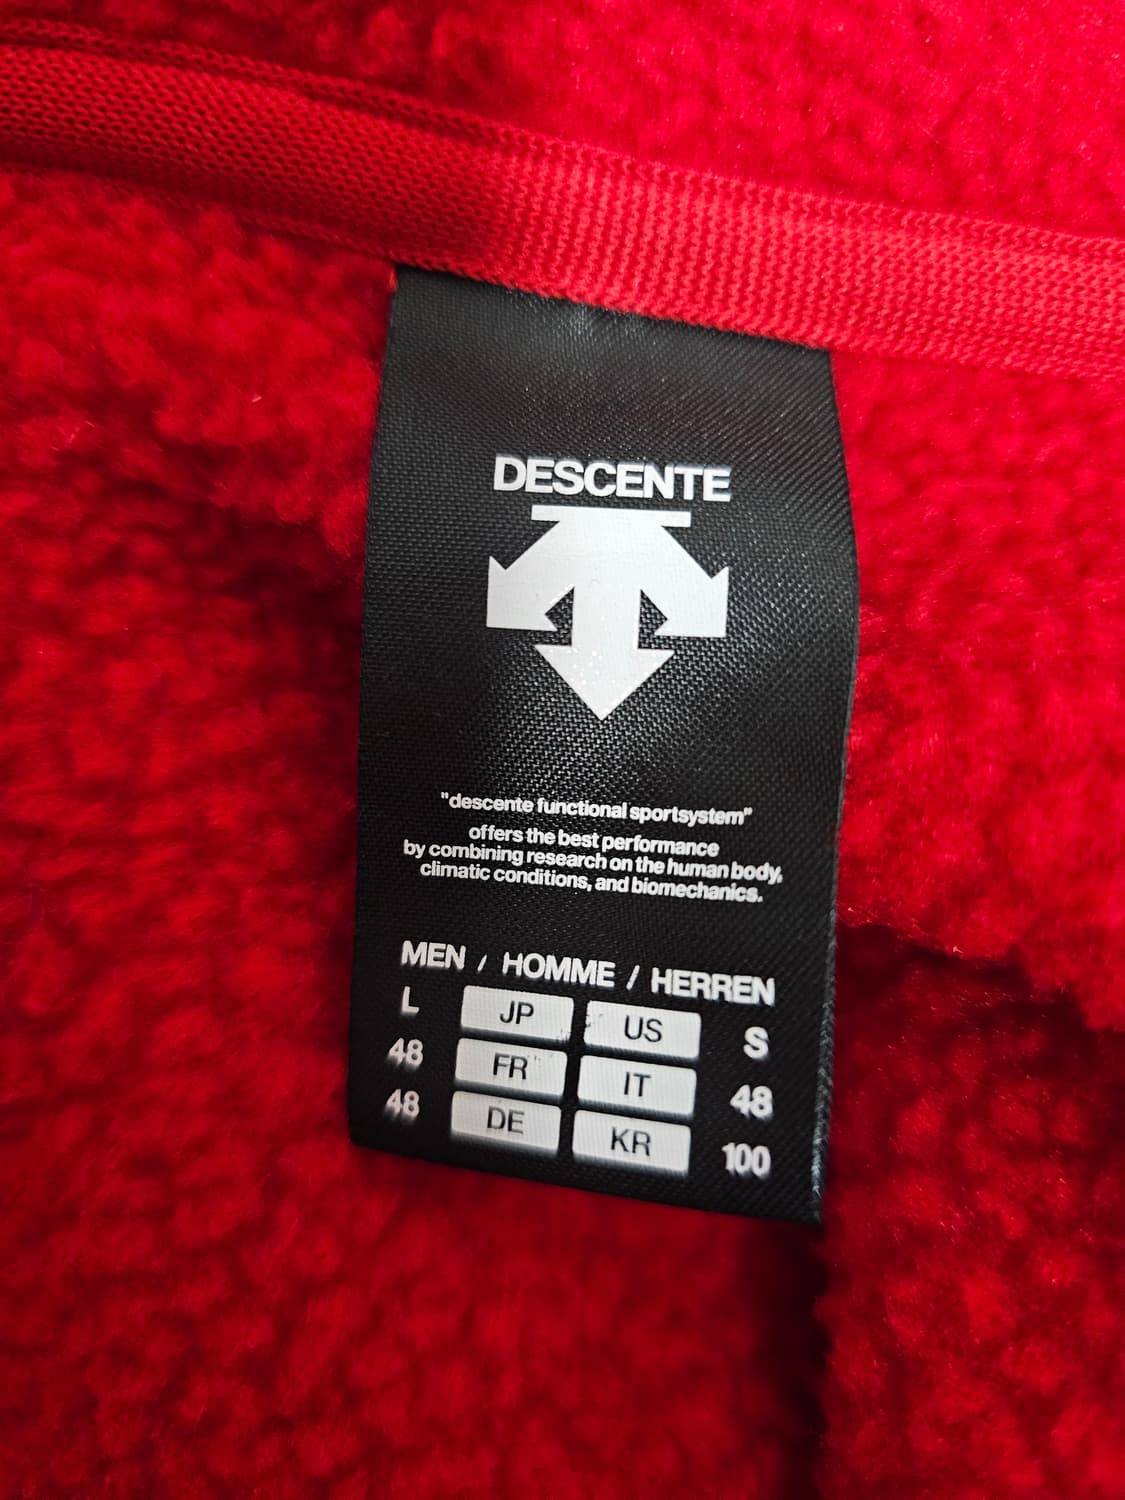 DESCENTE
"descente functional sportsystem"
offers the best performance
by combining research on the human body,
climatic conditions, and biomechanics.
MEN / HOMME / HERREN
L JP US S
48 FR IT 48
48 DE KR 100